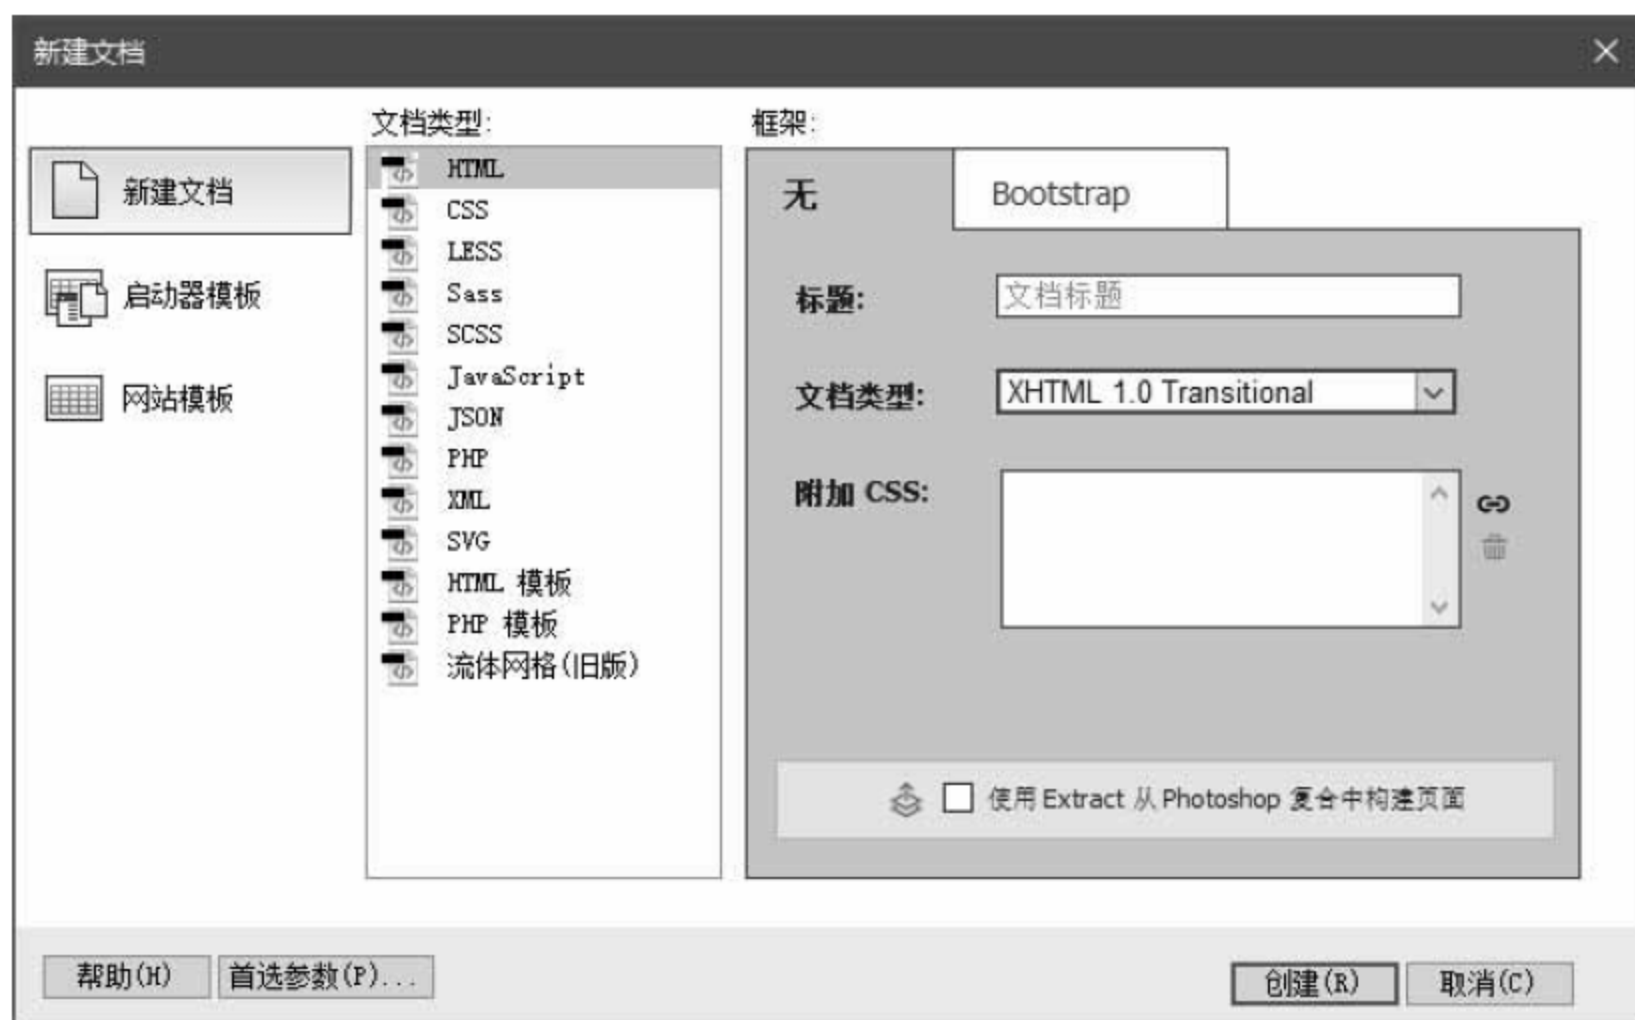 新建文档
新建文档
启动器模板
网站模板
文档类型:
HTML
CSS
LESS
Sass
SCSS
JavaScript
JSON
PHP
XML
SVG
HTML 模板
PHP 模板
流体网格(旧版)
框架:
无
Bootstrap
标题:
文档标题
文档类型:
XHTML 1.0 Transitional
附加 CSS:
使用 Extract 从 Photoshop 复合中构建页面
帮助(H)
首选参数(P)...
创建(R)
取消(C)